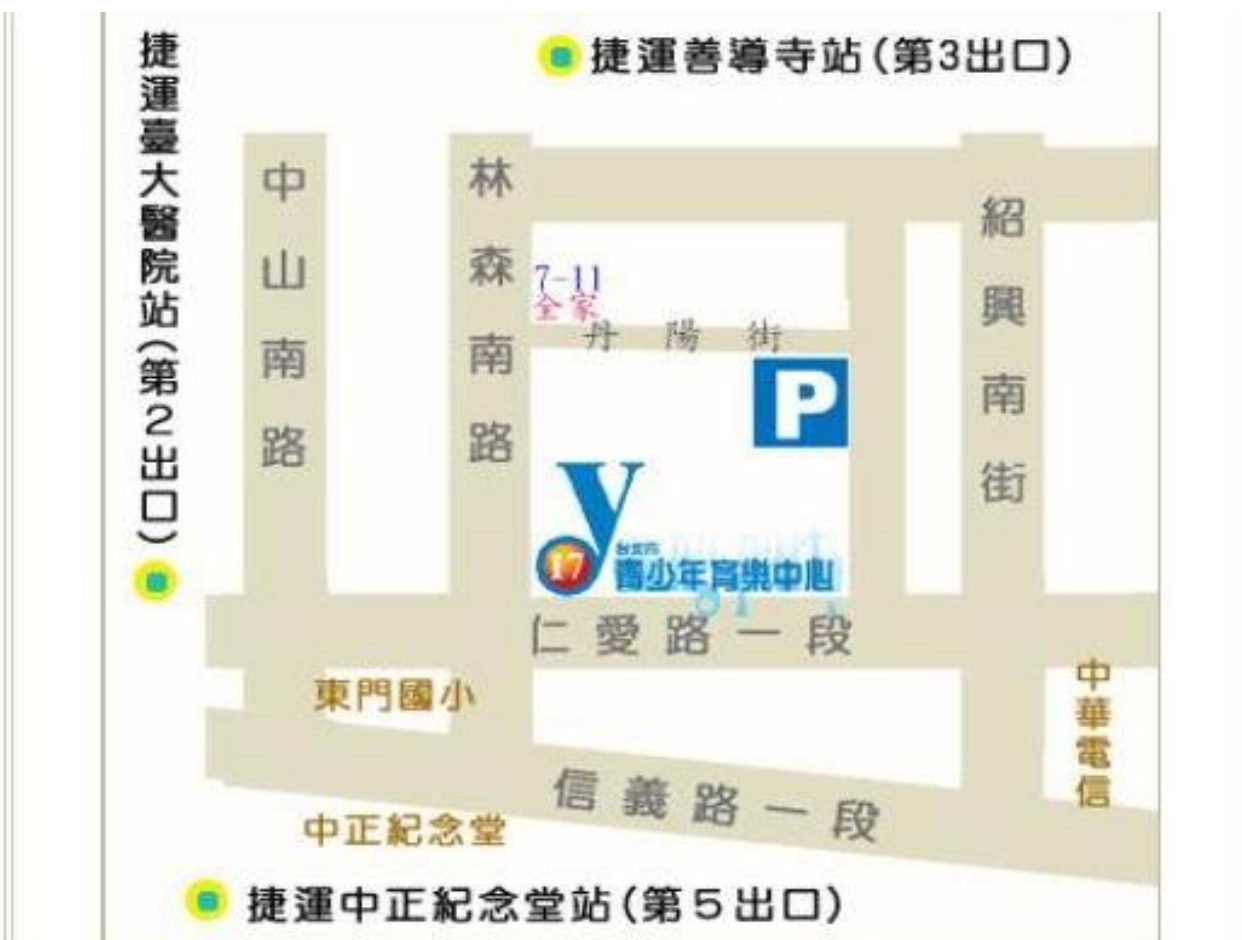 捷運善導寺站(第3出口)
捷運臺大醫院站(第2出口)
中山南路
林森南路
紹興南街
7-11
全家
丹陽街
P
y
17
台北市
青少年育樂中心
仁愛路一段
東門國小
中華電信
信義路一段
中正紀念堂
捷運中正紀念堂站(第5出口)